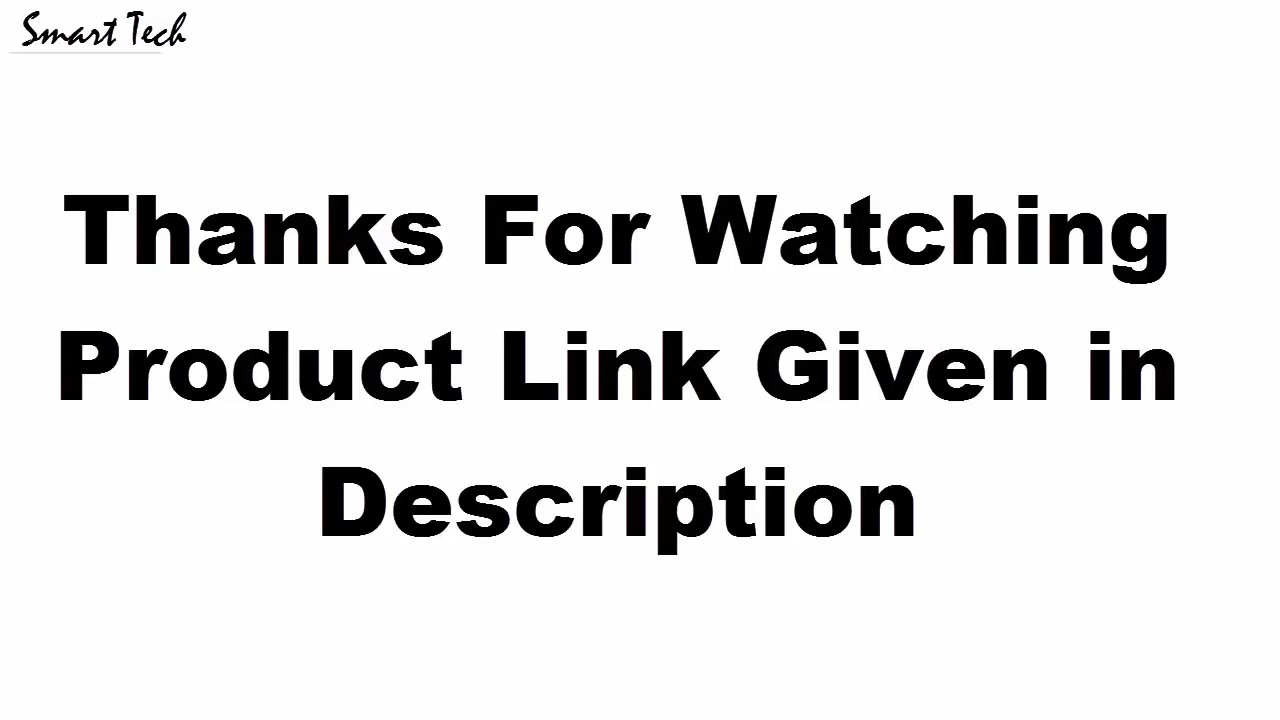 Smart Tech
Thanks For Watching
Product Link Given in
Description